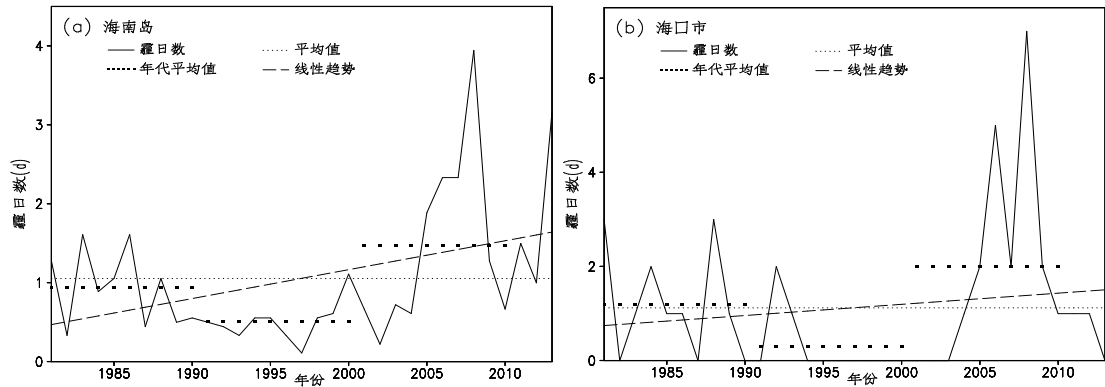 (a) 海南岛
霾日数
平均值
年代平均值
线性趋势
霾日数(d)
4
3
2
1
0
1985 1990 1995 2000 2005 2010
年份
(b) 海口市
霾日数
平均值
年代平均值
线性趋势
霾日数(d)
6
4
2
0
1985 1990 1995 2000 2005 2010
年份